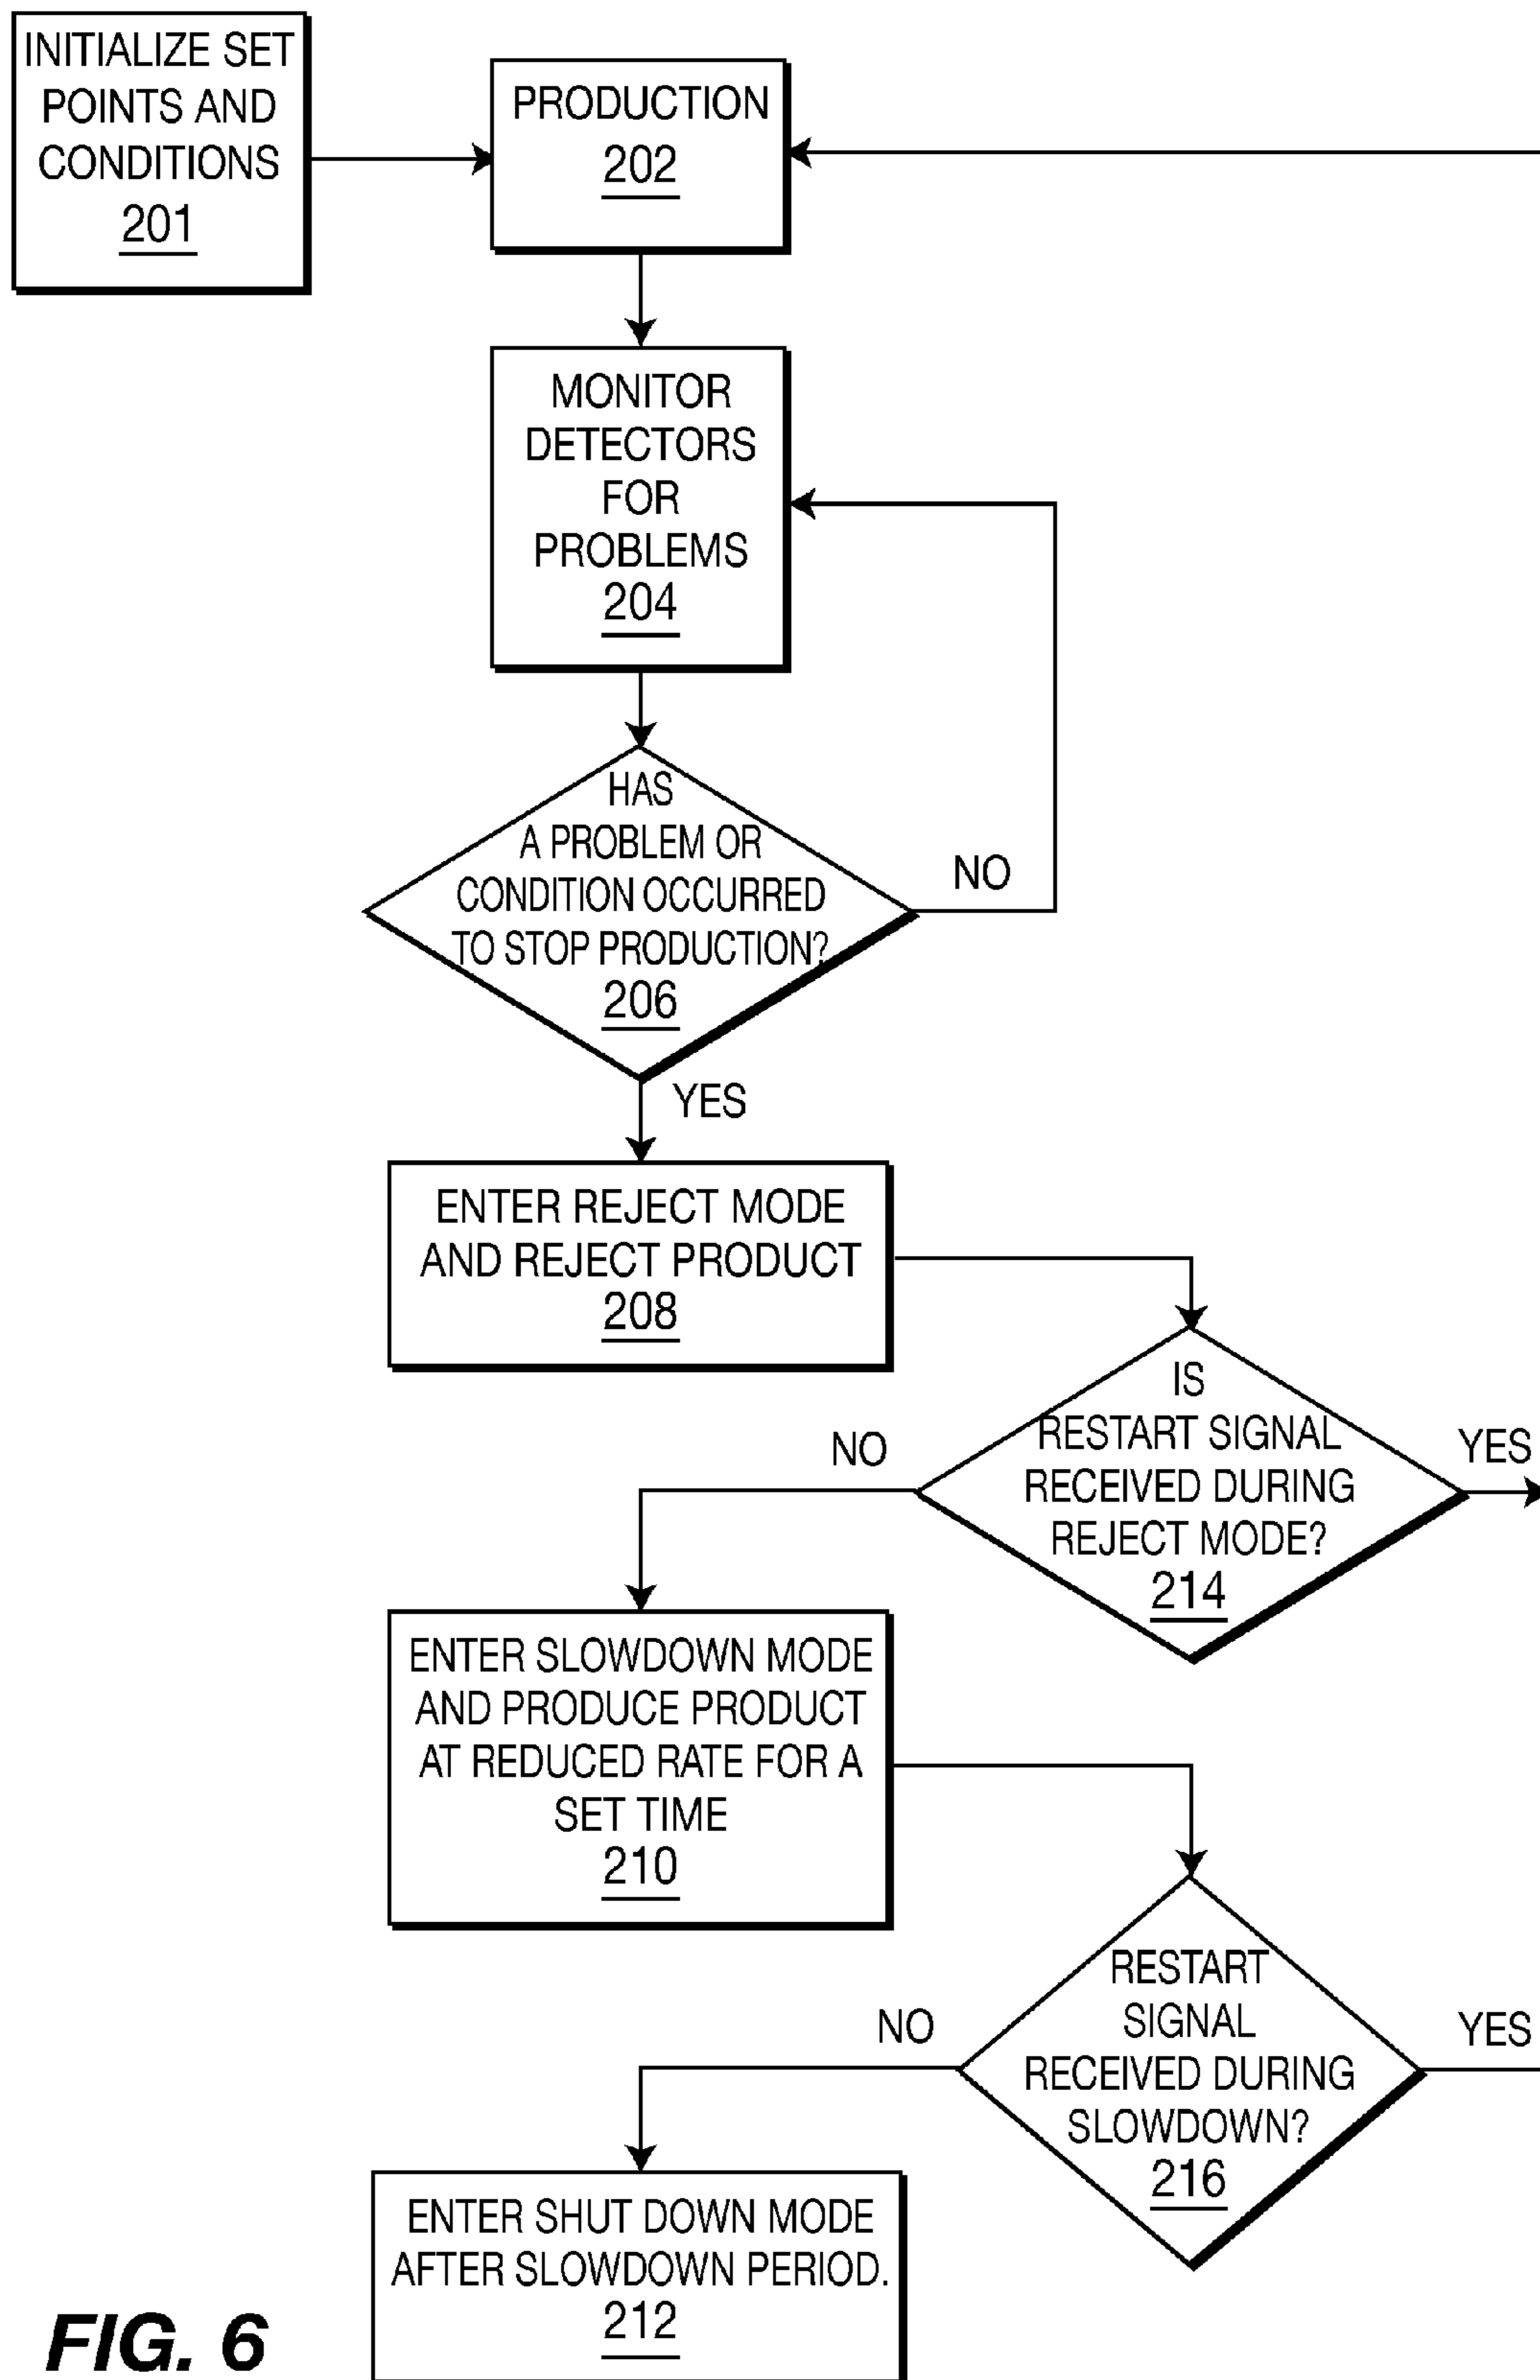 INITIALIZE SET
POINTS AND
CONDITIONS
201
PRODUCTION
202
MONITOR
DETECTORS
FOR
PROBLEMS
204
HAS
A PROBLEM OR
CONDITION OCCURRED
TO STOP PRODUCTION?
206
NO
YES
ENTER REJECT MODE
AND REJECT PRODUCT
208
IS
RESTART SIGNAL
RECEIVED DURING
REJECT MODE?
214
NO
YES
ENTER SLOWDOWN MODE
AND PRODUCE PRODUCT
AT REDUCED RATE FOR A
SET TIME
210
RESTART
SIGNAL
RECEIVED DURING
SLOWDOWN?
216
NO
YES
ENTER SHUT DOWN MODE
AFTER SLOWDOWN PERIOD.
212
FIG. 6